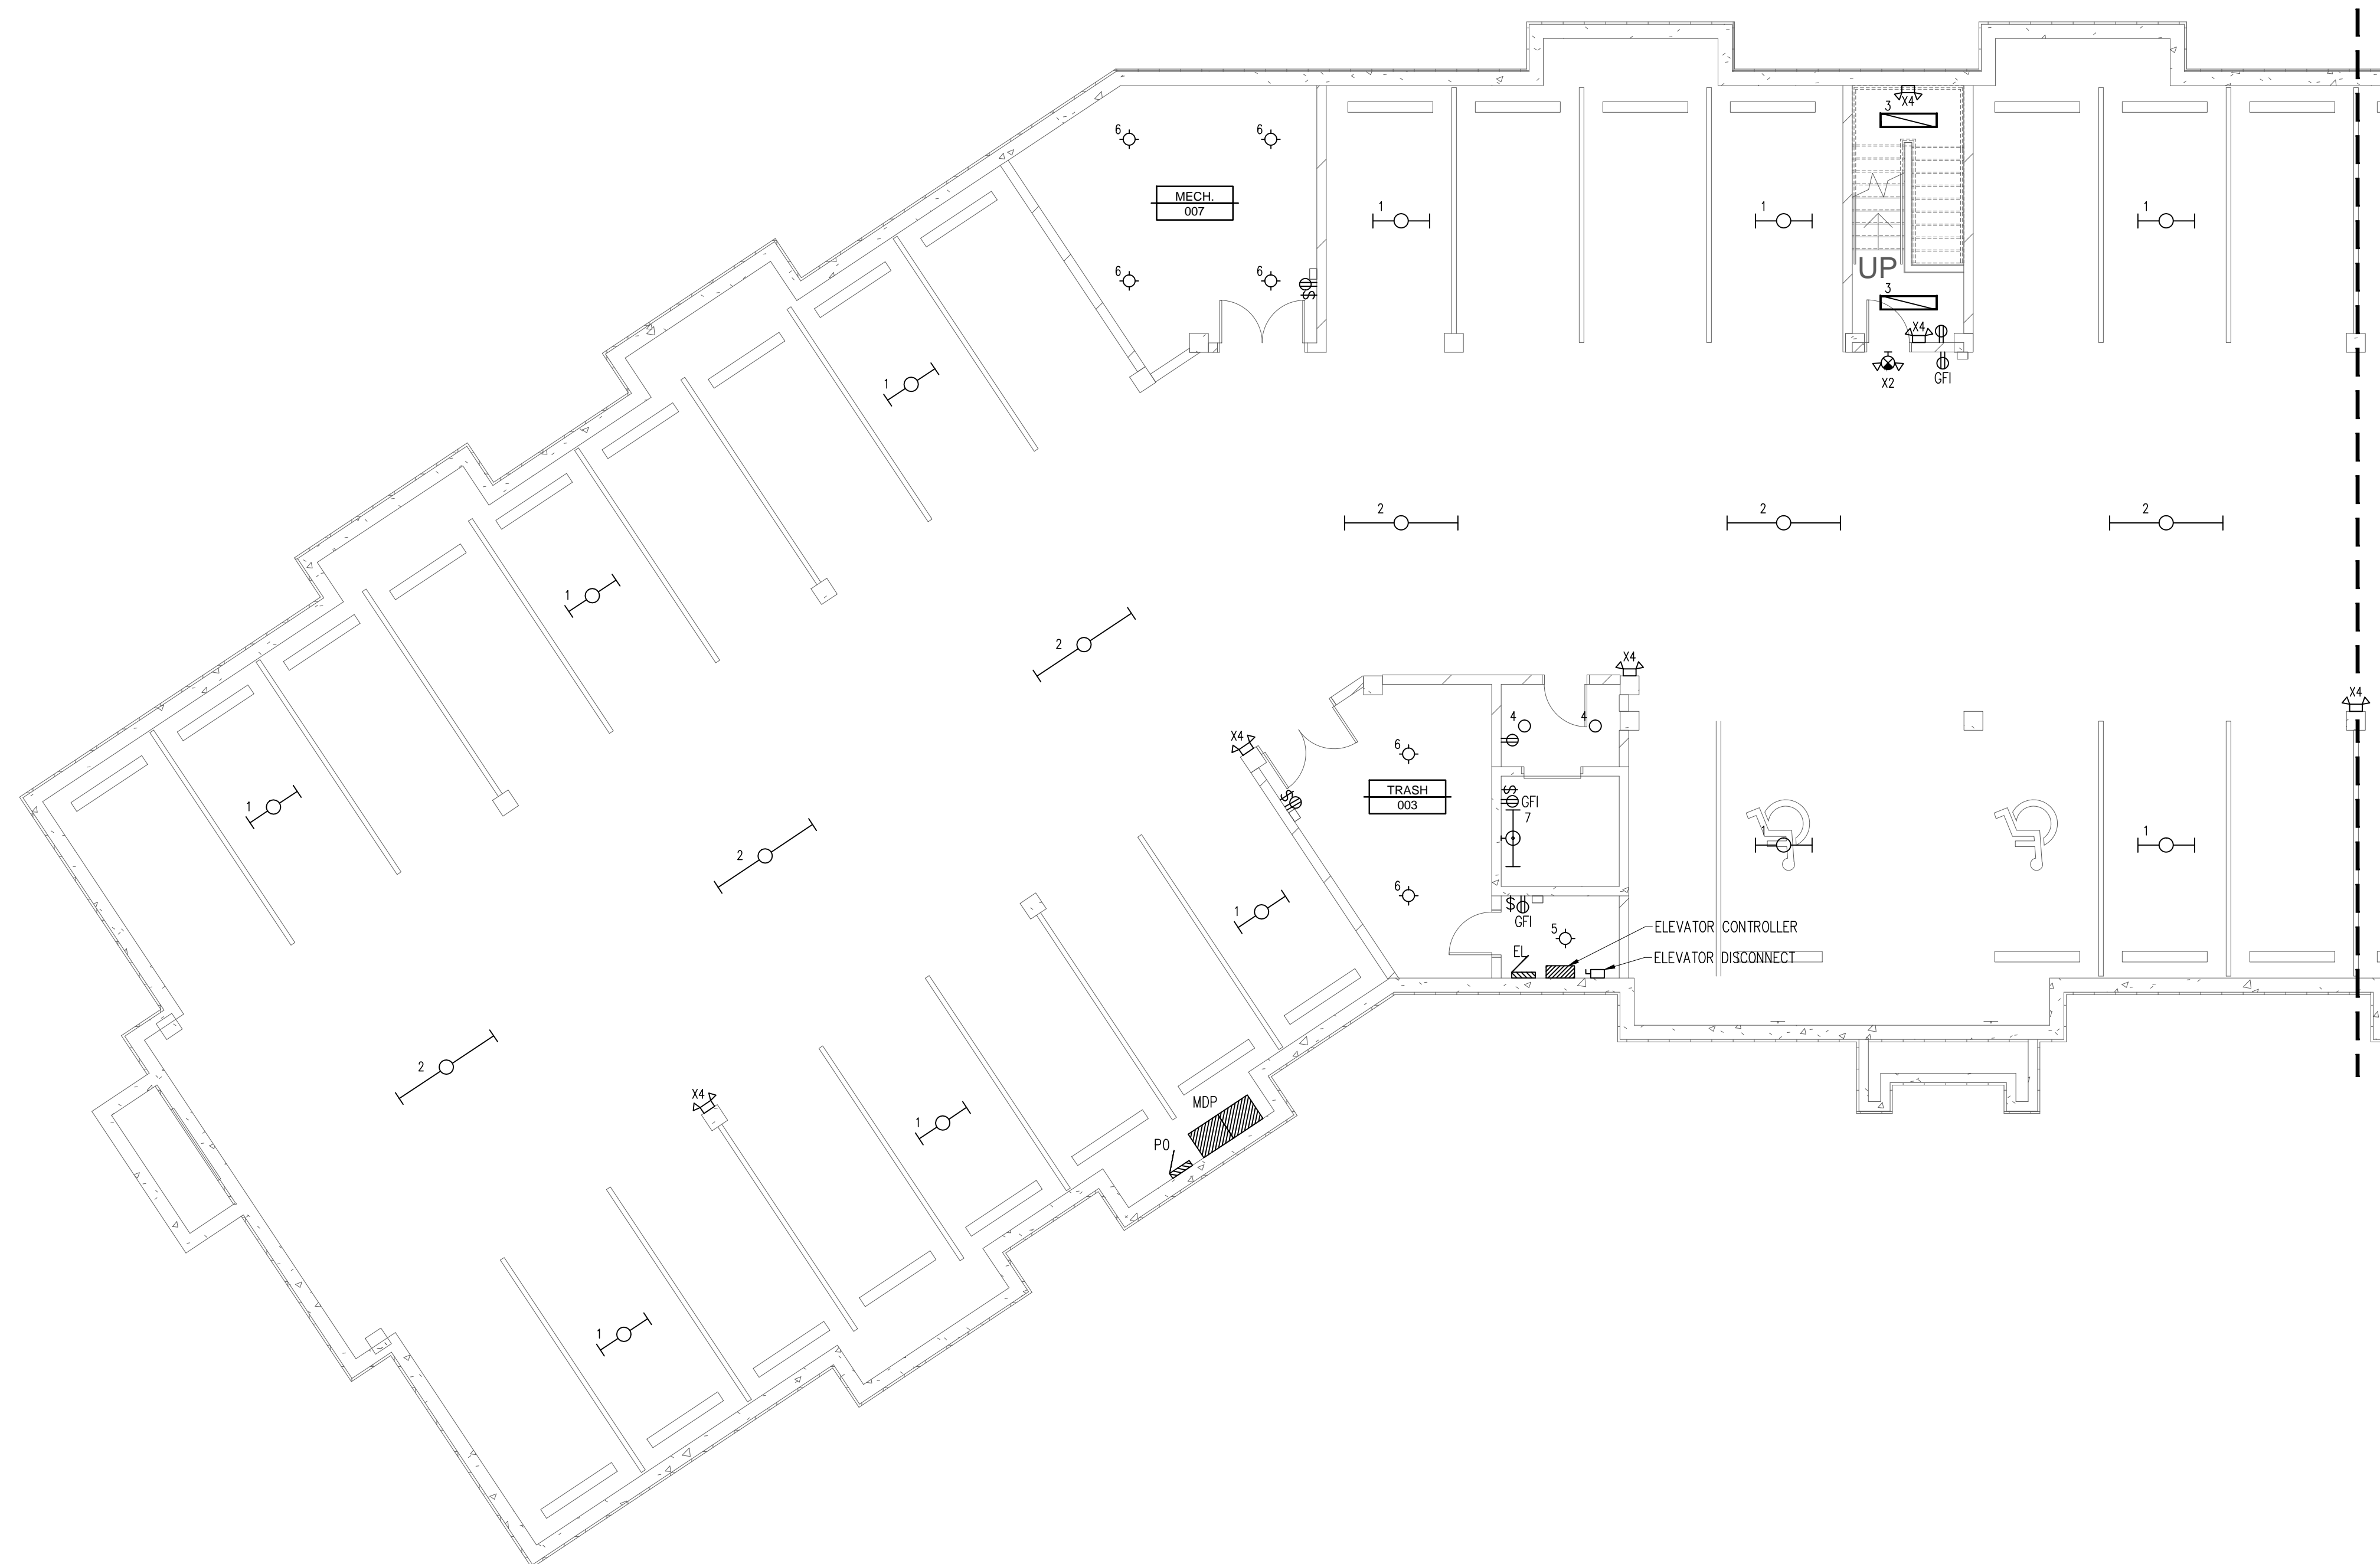 X4
3
6
6
MECH.
007
1
1
1
UP
6
6
$
3
X4
X2
GFI
1
2
2
2
1
2
X4
X4
X4
4
4
6
TRASH
003
$
$
GFI
7
1
2
1
1
1
6
$
GFI
5
ELEVATOR CONTROLLER
EL
ELEVATOR DISCONNECT
2
X4
1
MDP
PO
1